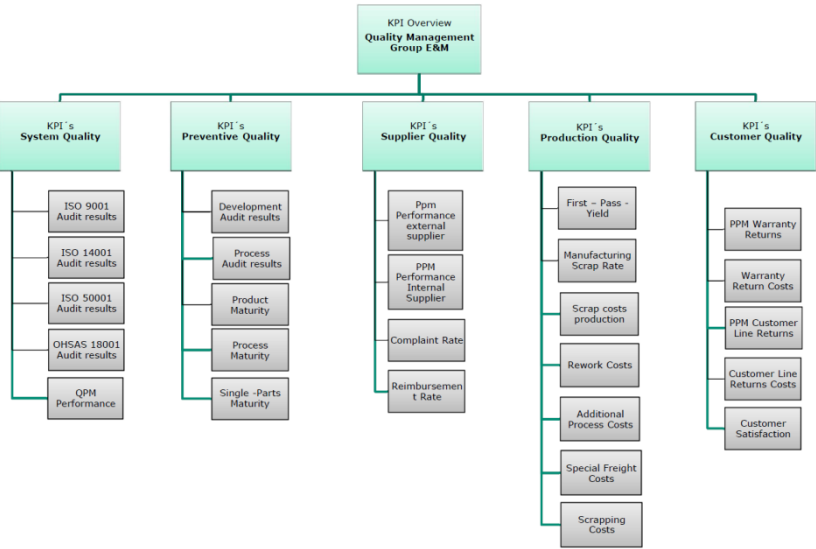 KPI Overview
Quality Management
Group E&M
KPI´s
System Quality
KPI´s
Preventive Quality
KPI´s
Supplier Quality
KPI´s
Production Quality
KPI´s
Customer Quality
ISO 9001
Audit results
ISO 14001
Audit results
ISO 50001
Audit results
OHSAS 18001
Audit results
QPM
Performance
Development
Audit results
Process
Audit results
Product
Maturity
Process
Maturity
Single -Parts
Maturity
Ppm
Performance
external
supplier
PPM
Performance
Internal
Supplier
Complaint Rate
Reimbursemen
t Rate
First – Pass -
Yield
Manufacturing
Scrap Rate
Scrap costs
production
Rework Costs
Additional
Process Costs
Special Freight
Costs
Scrapping
Costs
PPM Warranty
Returns
Warranty
Return Costs
PPM Customer
Line Returns
Customer Line
Returns Costs
Customer
Satisfaction